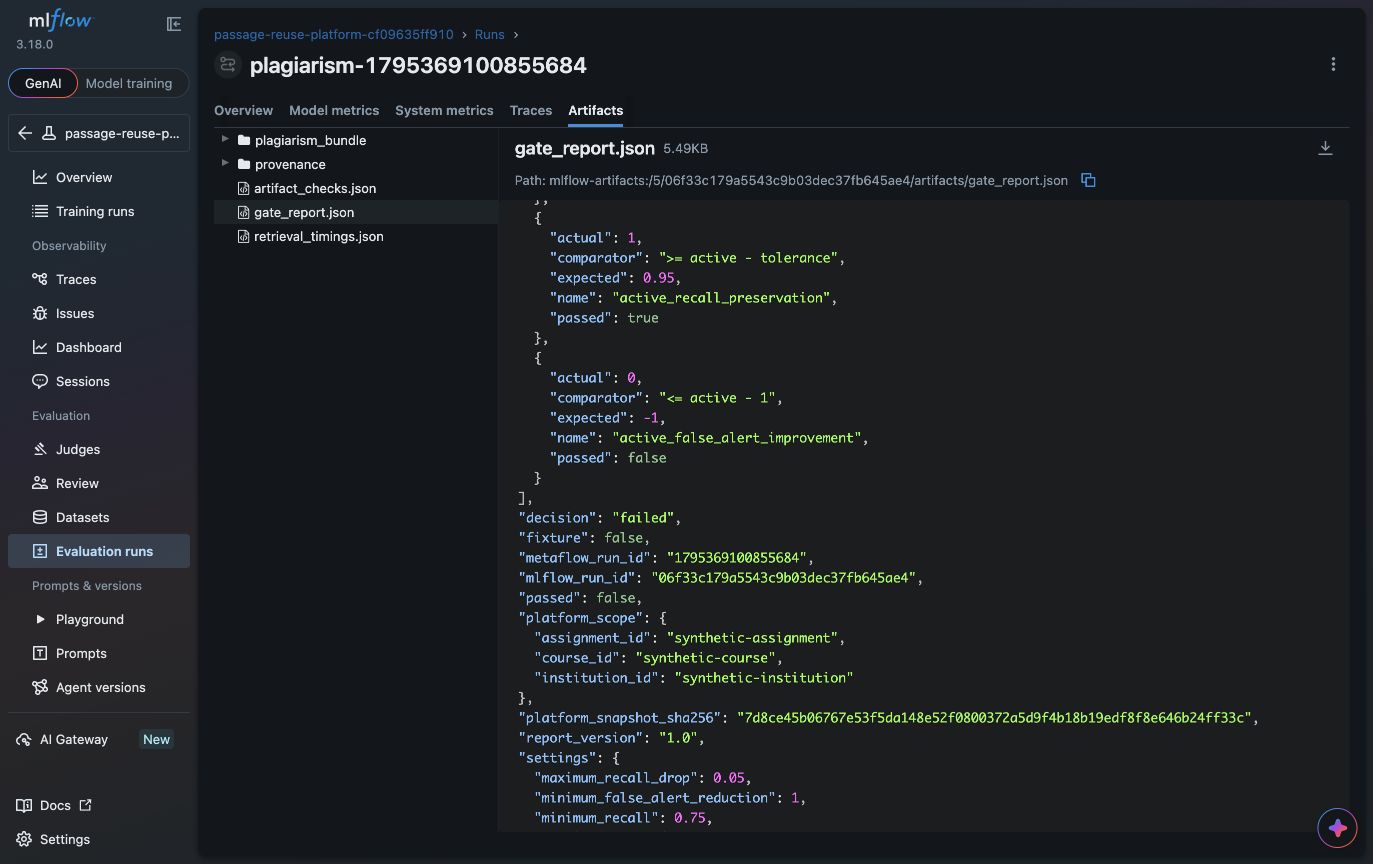 mlflow
3.18.0
GenAI
Model training
passage-reuse-p...
Overview
Training runs
Observability
Traces
Issues
Dashboard
Sessions
Evaluation
Judges
Review
Datasets
Evaluation runs
Prompts & versions
Playground
Prompts
Agent versions
AI Gateway
New
Docs
Settings
passage-reuse-platform-cf09635ff910 > Runs >
plagiarism-1795369100855684
Overview
Model metrics
System metrics
Traces
Artifacts
plagiarism_bundle
provenance
artifact_checks.json
gate_report.json
retrieval_timings.json
gate_report.json 5.49KB
Path: mlflow-artifacts:/5/06f33c179a5543c9b03dec37fb645ae4/artifacts/gate_report.json
},
{
"actual": 1,
"comparator": ">= active - tolerance",
"expected": 0.95,
"name": "active_recall_preservation",
"passed": true
},
{
"actual": 0,
"comparator": "<= active - 1",
"expected": -1,
"name": "active_false_alert_improvement",
"passed": false
}
],
"decision": "failed",
"fixture": false,
"metaflow_run_id": "1795369100855684",
"mlflow_run_id": "06f33c179a5543c9b03dec37fb645ae4",
"passed": false,
"platform_scope": {
"assignment_id": "synthetic-assignment",
"course_id": "synthetic-course",
"institution_id": "synthetic-institution"
},
"platform_snapshot_sha256": "7d8ce45b06767e53f5da148e52f0800372a5d9f4b18b19edf8f8e646b24ff33c",
"report_version": "1.0",
"settings": {
"maximum_recall_drop": 0.05,
"minimum_false_alert_reduction": 1,
"minimum_recall": 0.75,